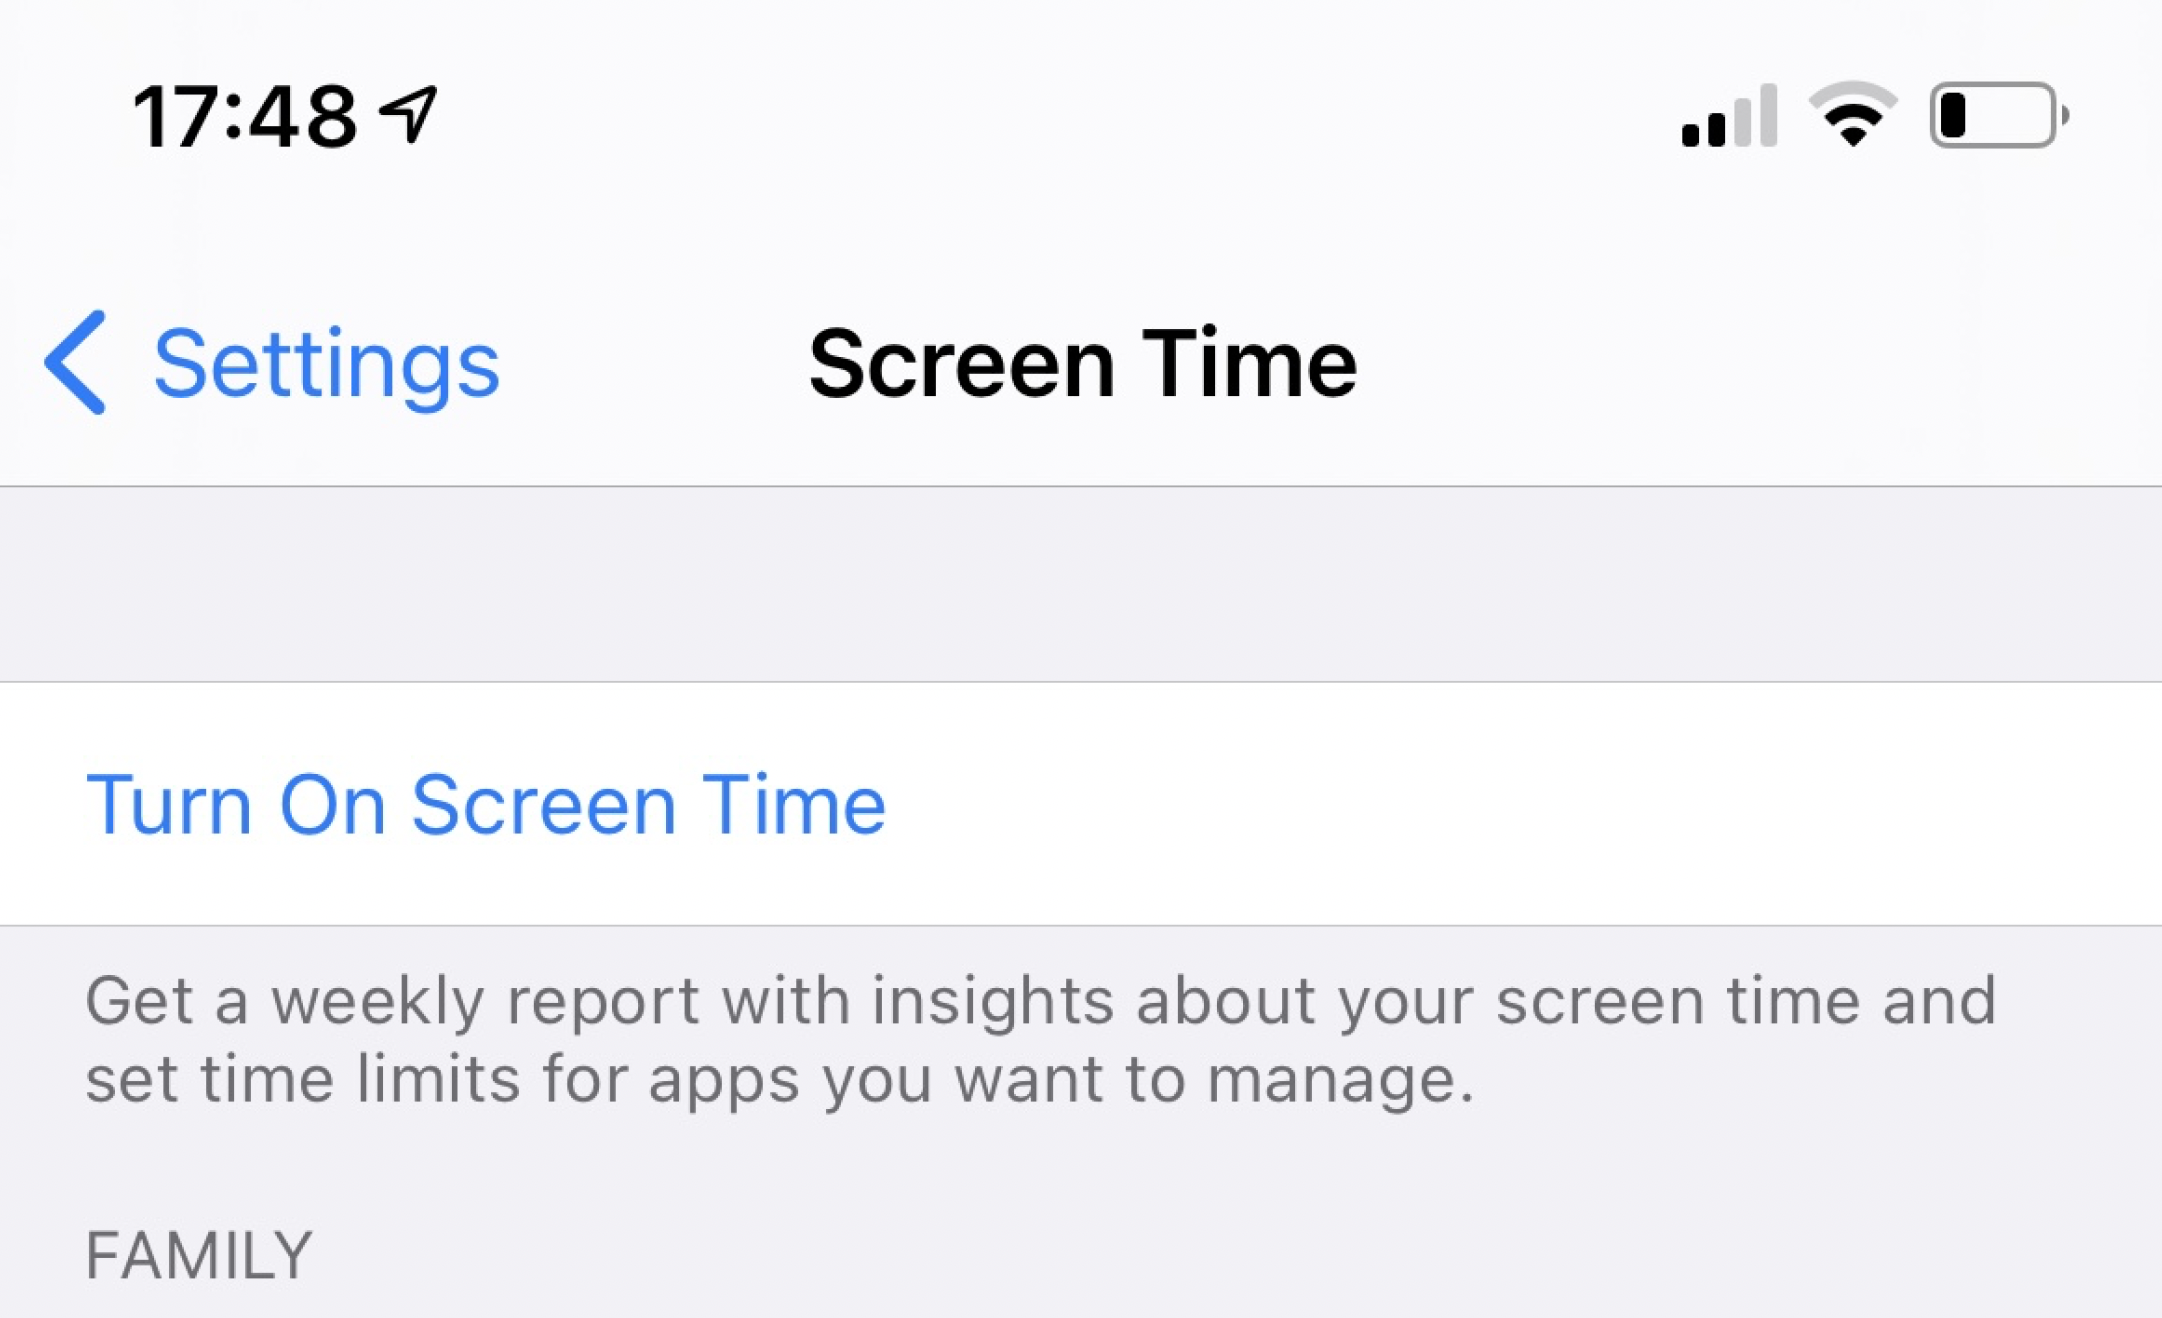 17:48
Settings
Screen Time
Turn On Screen Time
Get a weekly report with insights about your screen time and
set time limits for apps you want to manage.
FAMILY